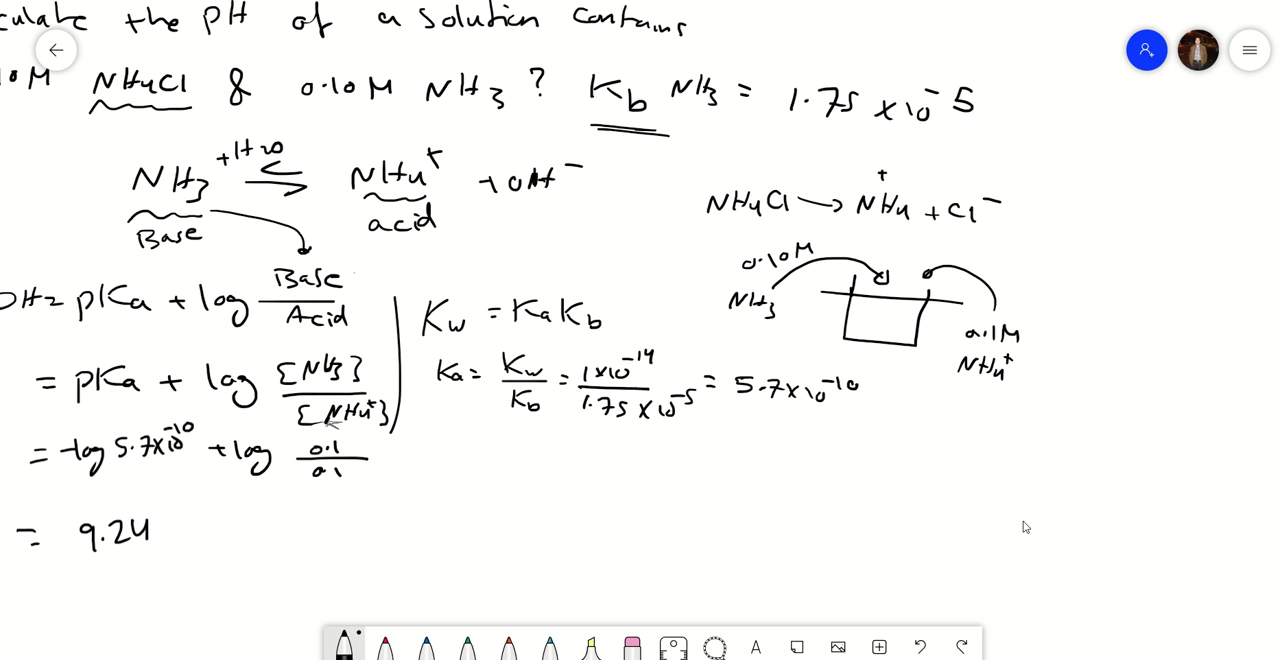 culate the pH of a solution contains
10M NH4Cl & 0.10M NH3? Kb NH3 = 1.75 x 10^-5
NH3 +H2O ⇌ NH4+ + OH-
Base acid
NH4Cl → NH4+ + Cl-
0.10M
NH3
0.1M
NH4+
pH = pKa + log Base/Acid
= pKa + log [NH3]/[NH4+]
= -log 5.7x10^-10 + log 0.1/0.1
= 9.24
Kw = Ka Kb
Ka = Kw/Kb = 1x10^-14/1.75 x 10^-5 = 5.7x10^-10
A